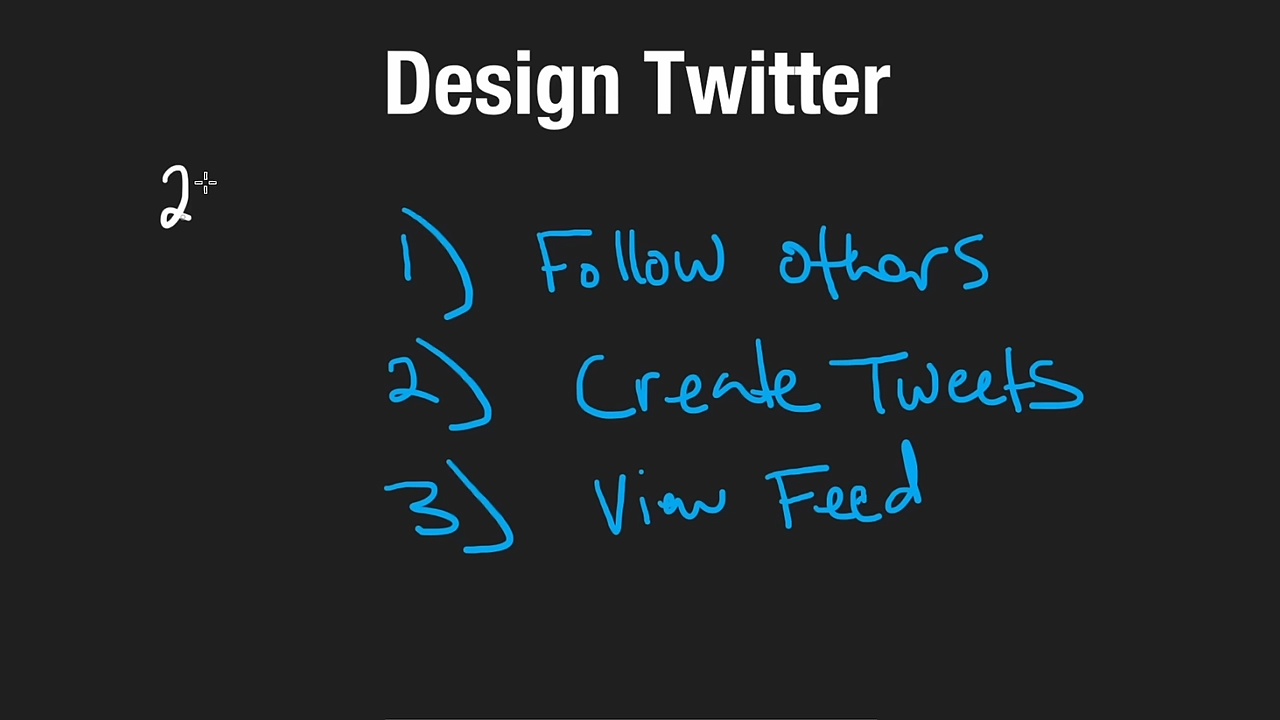 Design Twitter
2
1) Follow others
2) Create Tweets
3) View Feed